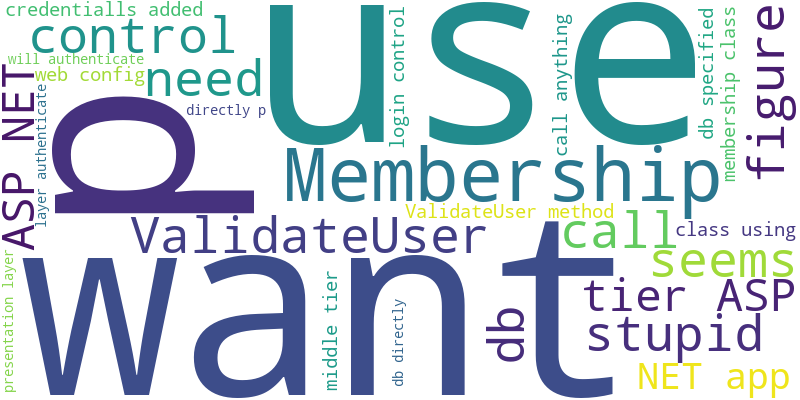 credentialls added
control
will authenticate
web config
need
directly p
use
login control
call anything
db specified
membership class
figure
ASP NET
layer authenticate
p
Membership
ValidateUser
ValidateUser method
call
class using
seems
want
presentation layer
middle tier
db directly
db
tier ASP
stupid
NET app